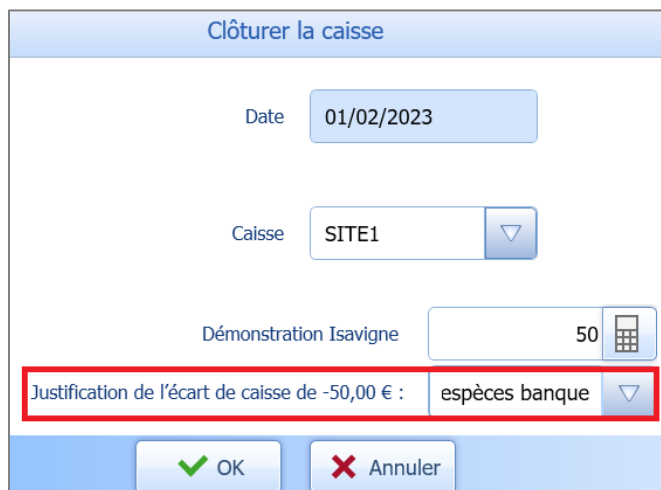 Clôturer la caisse
Date 01/02/2023
Caisse SITE1
Démonstration Isavigne 50
Justification de l'écart de caisse de -50,00 € : espèces banque
OK Annuler